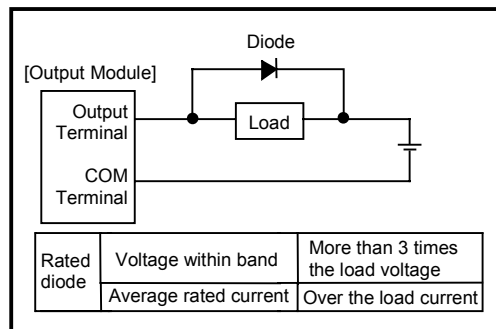 Diode
[Output Module]
Output
Terminal
Load
COM
Terminal
Rated
diode
Voltage within band
More than 3 times
the load voltage
Average rated current
Over the load current